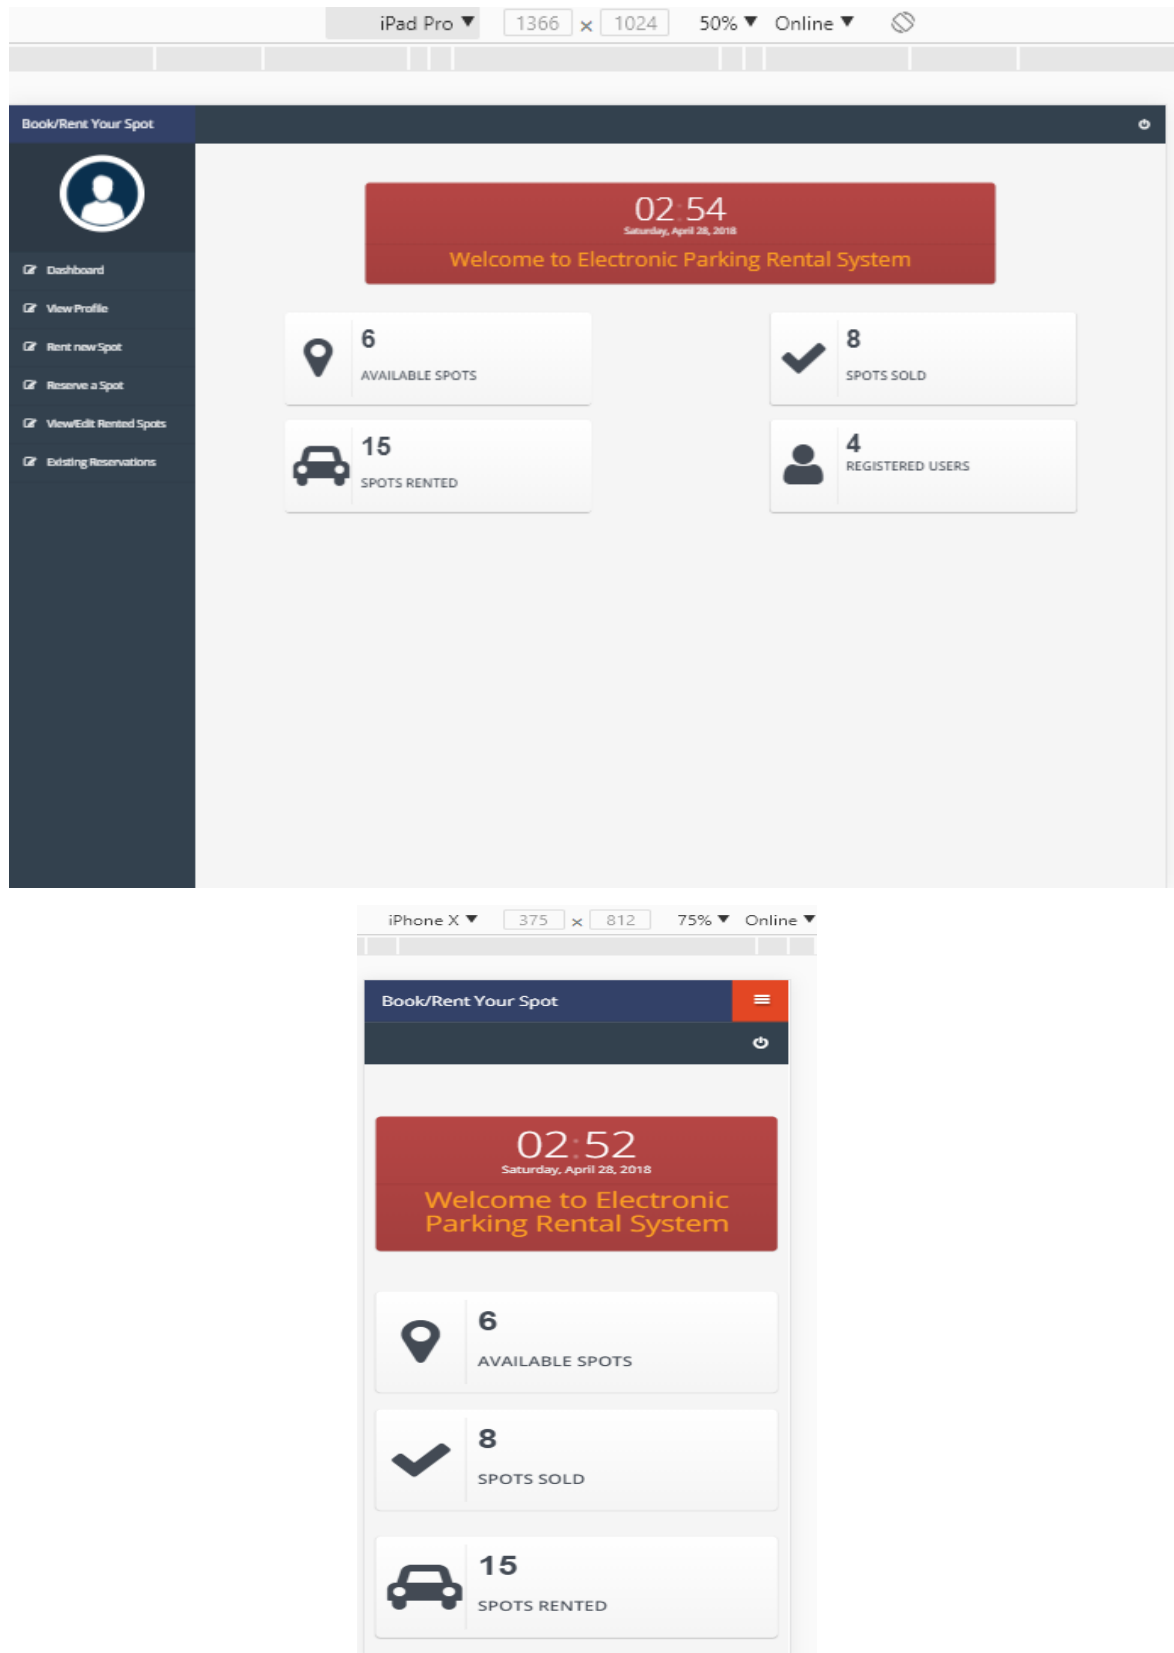 iPad Pro ▼ 1366 × 1024 50% ▼ Online ▼
Book/Rent Your Spot
02:54
Saturday, April 28, 2018
Welcome to Electronic Parking Rental System
Dashboard
View Profile
Rent new Spot
Reserve a Spot
View/Edit Rented Spots
Existing Reservations
6
AVAILABLE SPOTS
8
SPOTS SOLD
15
SPOTS RENTED
4
REGISTERED USERS
iPhone X ▼ 375 × 812 75% ▼ Online ▼
Book/Rent Your Spot
02:52
Saturday, April 28, 2018
Welcome to Electronic
Parking Rental System
6
AVAILABLE SPOTS
8
SPOTS SOLD
15
SPOTS RENTED